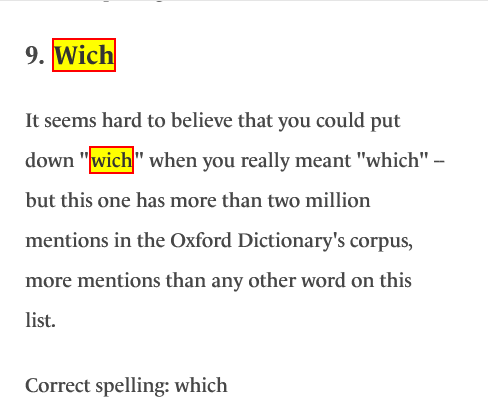 9. Wich
It seems hard to believe that you could put
down "wich" when you really meant "which" –
but this one has more than two million
mentions in the Oxford Dictionary's corpus,
more mentions than any other word on this
list.
Correct spelling: which